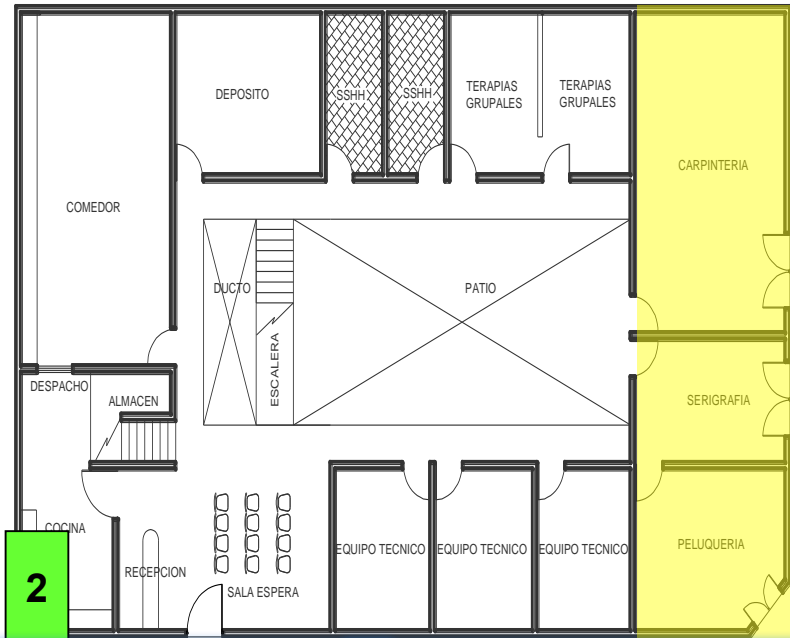 DEPOSITO
SSHH
SSHH
TERAPIAS
GRUPALES
TERAPIAS
GRUPALES
CARPINTERIA
COMEDOR
DUCTO
PATIO
ESCALERA
DESPACHO
ALMACEN
SERIGRAFIA
COCINA
RECEPCION
SALA ESPERA
EQUIPO TECNICO
EQUIPO TECNICO
EQUIPO TECNICO
PELUQUERIA
2